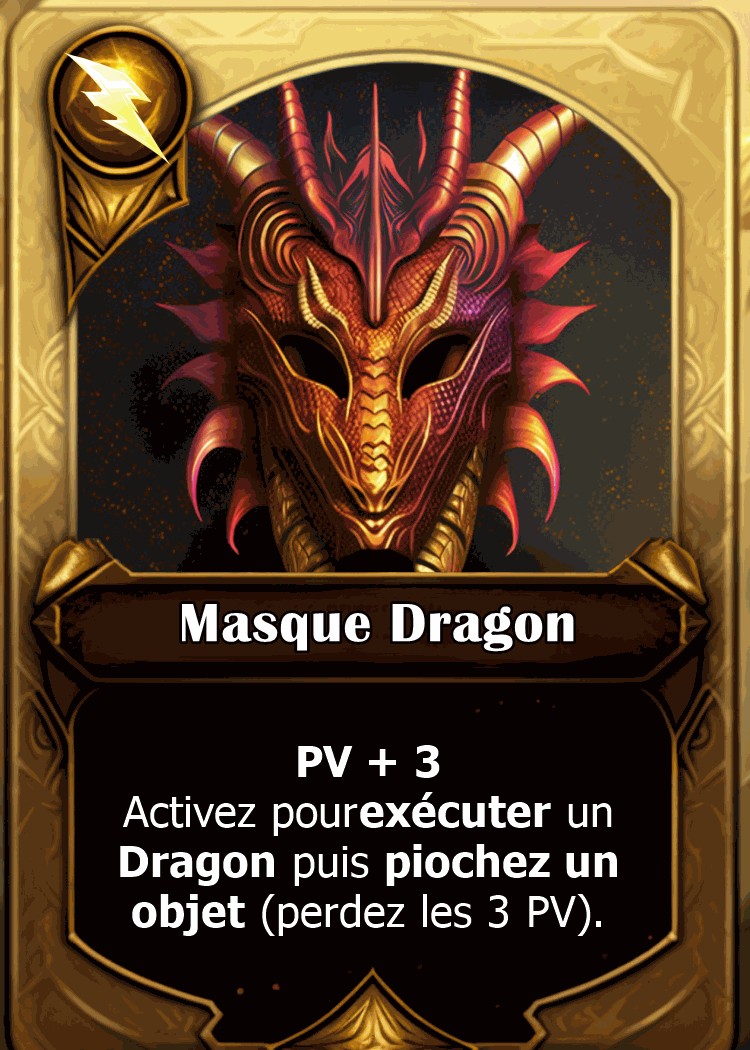 Masque Dragon
PV + 3
Activez pourexécuter un
Dragon puis piochez un
objet (perdez les 3 PV).